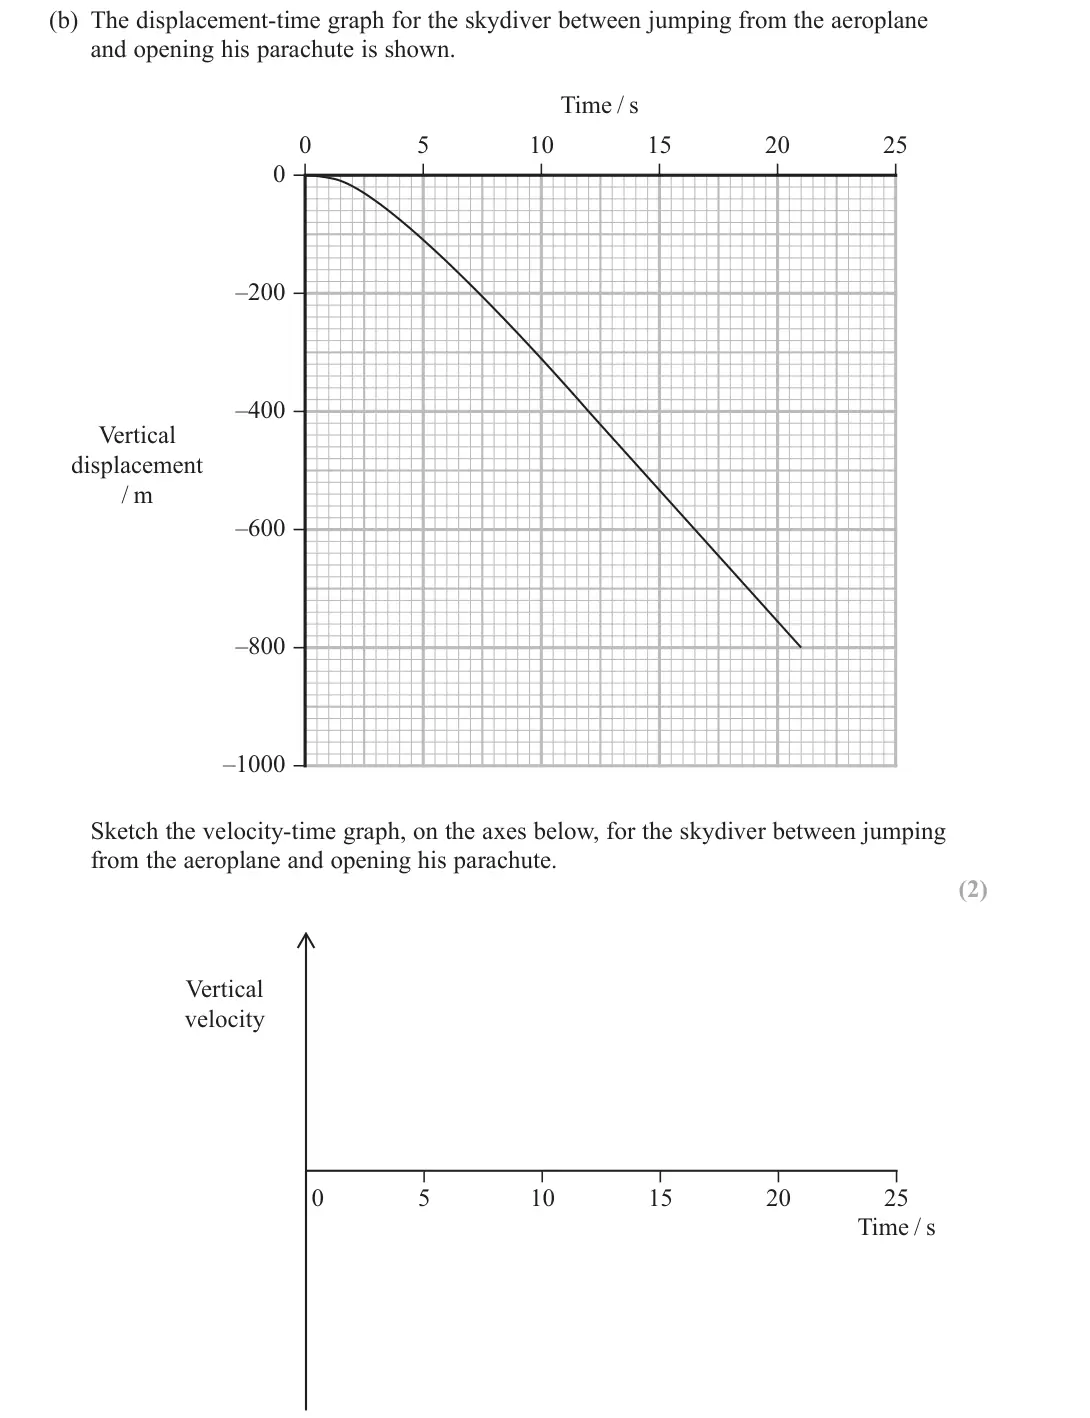 (b) The displacement-time graph for the skydiver between jumping from the aeroplane
and opening his parachute is shown.
Time / s
0 5 10 15 20 25
0
–200
–400
Vertical
displacement
/ m
–600
–800
–1000
Sketch the velocity-time graph, on the axes below, for the skydiver between jumping
from the aeroplane and opening his parachute.
(2)
Vertical
velocity
0 5 10 15 20 25
Time / s